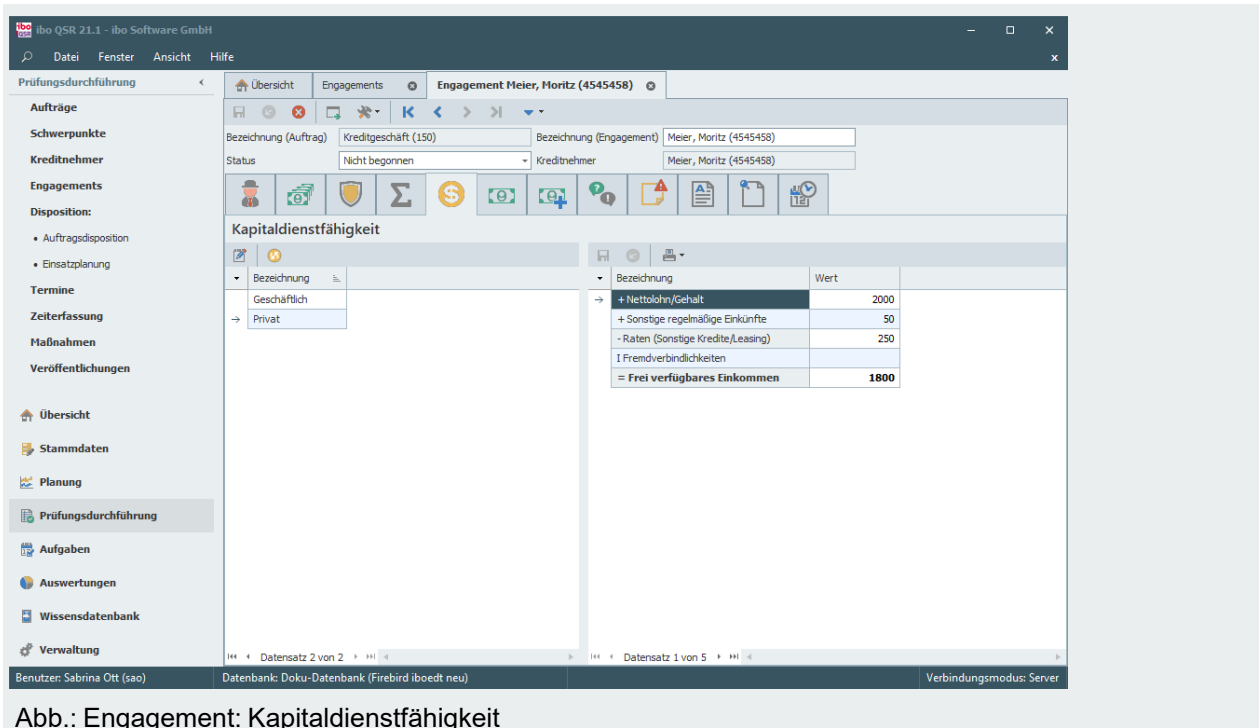 ibo QSR 21.1 - ibo Software GmbH
Datei Fenster Ansicht Hilfe x
Prüfungsdurchführung
Aufträge
Schwerpunkte
Kreditnehmer
Engagements
Disposition:
• Auftragsdisposition
• Einsatzplanung
Termine
Zeiterfassung
Maßnahmen
Veröffentlichungen
Übersicht
Stammdaten
Planung
Prüfungsdurchführung
Aufgaben
Auswertungen
Wissensdatenbank
Verwaltung
Übersicht Engagements Engagement Meier, Moritz (4545458)
Bezeichnung (Auftrag) Kreditgeschäft (150) Bezeichnung (Engagement) Meier, Moritz (4545458)
Status Nicht begonnen Kreditnehmer Meier, Moritz (4545458)
Kapitaldienstfähigkeit
Bezeichnung
Geschäftlich
Privat
Datensatz 2 von 2
Bezeichnung Wert
+ Nettolohn/Gehalt 2000
+ Sonstige regelmäßige Einkünfte 50
- Raten (Sonstige Kredite/Leasing) 250
I Fremdverbindlichkeiten
= Frei verfügbares Einkommen 1800
Datensatz 1 von 5
Benutzer: Sabrina Ott (sao) Datenbank: Doku-Datenbank (Firebird iboedt neu) Verbindungsmodus: Server
Abb.: Engagement: Kapitaldienstfähigkeit